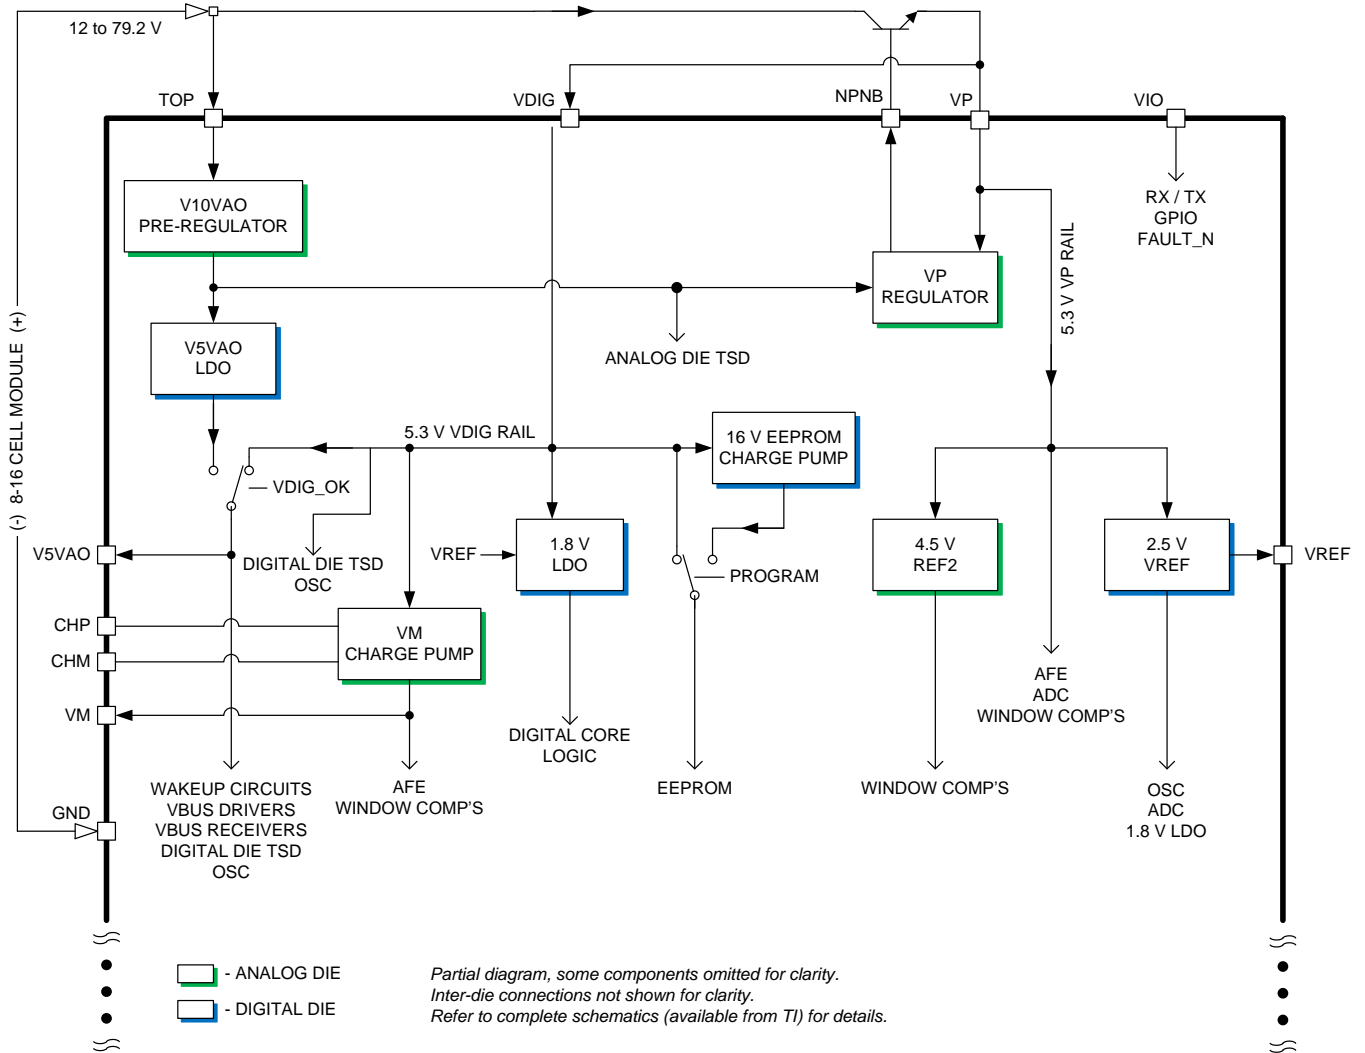 12 to 79.2 V
TOP
VDIG
NPNB
VP
VIO
V10VAO
PRE-REGULATOR
RX / TX
GPIO
FAULT_N
VP
REGULATOR
5.3 V VP RAIL
(-) 8-16 CELL MODULE (+)
V5VAO
LDO
ANALOG DIE TSD
5.3 V VDIG RAIL
16 V EEPROM
CHARGE PUMP
VDIG_OK
V5VAO
DIGITAL DIE TSD
OSC
VREF
1.8 V
LDO
PROGRAM
4.5 V
REF2
2.5 V
VREF
VREF
CHP
CHM
VM
CHARGE PUMP
VM
AFE
ADC
WINDOW COMP'S
DIGITAL CORE
LOGIC
GND
WAKEUP CIRCUITS
VBUS DRIVERS
VBUS RECEIVERS
DIGITAL DIE TSD
OSC
AFE
WINDOW COMP'S
EEPROM
WINDOW COMP'S
OSC
ADC
1.8 V LDO
- ANALOG DIE
- DIGITAL DIE
Partial diagram, some components omitted for clarity.
Inter-die connections not shown for clarity.
Refer to complete schematics (available from TI) for details.